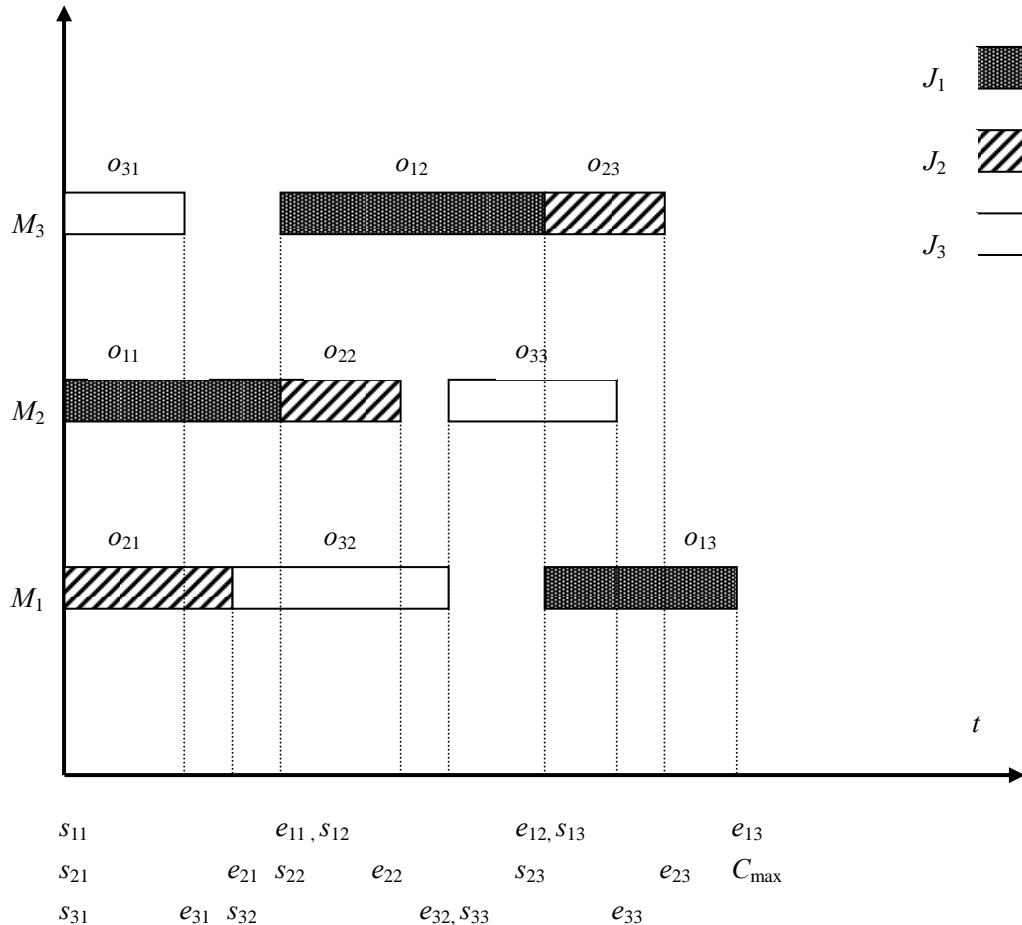 J₁
J₂
J₃
o₃₁ o₁₂ o₂₃
M₃
o₁₁ o₂₂ o₃₃
M₂
o₂₁ o₃₂ o₁₃
M₁
t
s₁₁ e₁₁ , s₁₂ e₁₂, s₁₃ e₁₃
s₂₁ e₂₁ s₂₂ e₂₂ s₂₃ e₂₃ Cmax
s₃₁ e₃₁ s₃₂ e₃₂, s₃₃ e₃₃